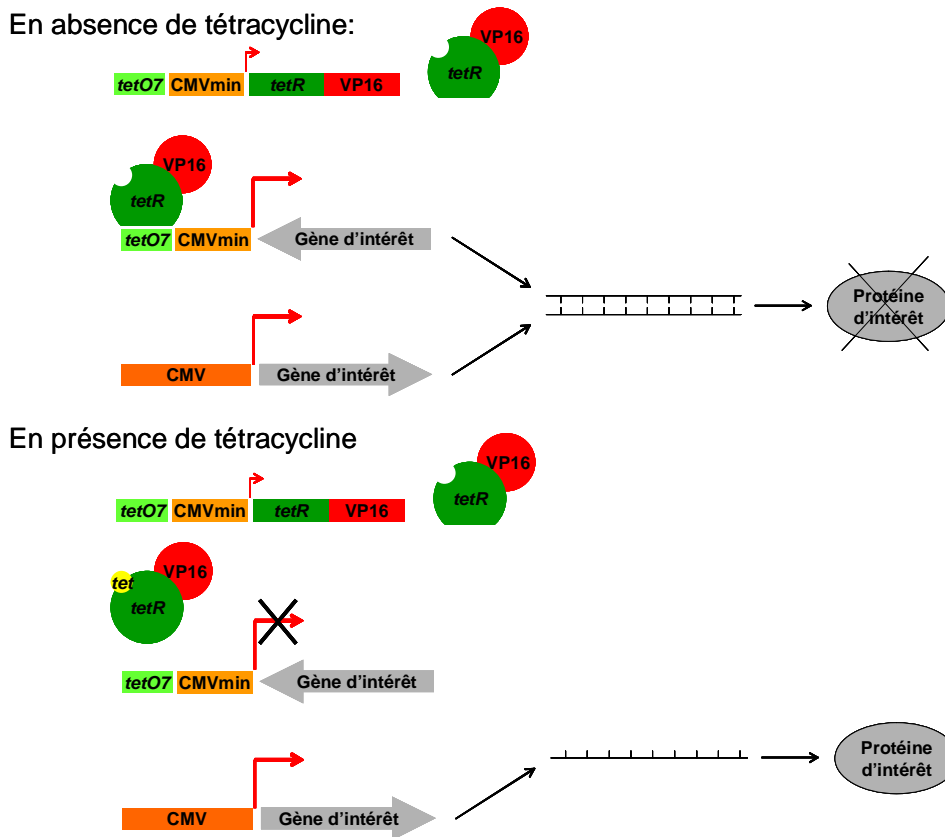 En absence de tétracycline:
VP16
tetR
tetO7 CMVmin tetR VP16
VP16
tetR
tetO7 CMVmin Gène d'intérêt
Protéine
d'intérêt
CMV Gène d'intérêt
En présence de tétracycline
VP16
tetR
tetO7 CMVmin tetR VP16
tet VP16
tetR
tetO7 CMVmin Gène d'intérêt
Protéine
d'intérêt
CMV Gène d'intérêt